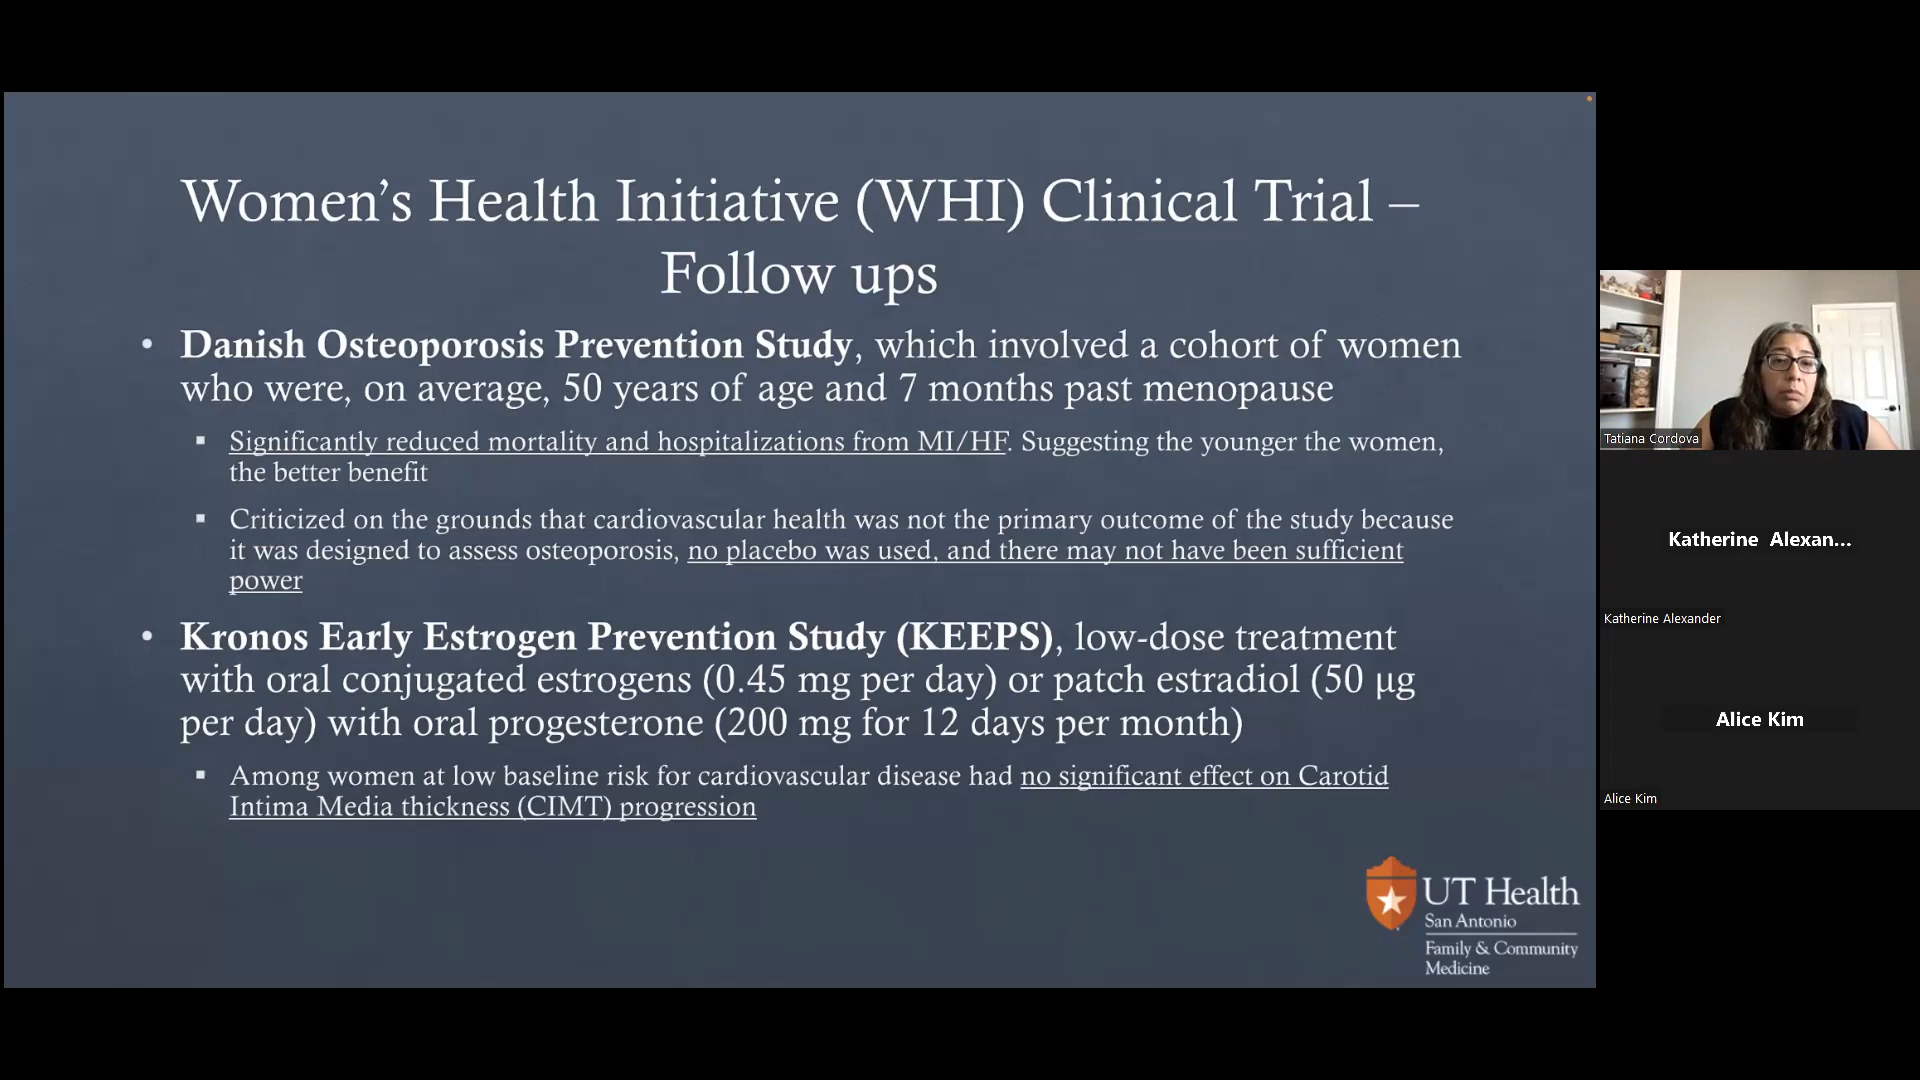 Women’s Health Initiative (WHI) Clinical Trial –
Follow ups
• Danish Osteoporosis Prevention Study, which involved a cohort of women
who were, on average, 50 years of age and 7 months past menopause
▪ Significantly reduced mortality and hospitalizations from MI/HF. Suggesting the younger the women,
the better benefit
▪ Criticized on the grounds that cardiovascular health was not the primary outcome of the study because
it was designed to assess osteoporosis, no placebo was used, and there may not have been sufficient
power
• Kronos Early Estrogen Prevention Study (KEEPS), low-dose treatment
with oral conjugated estrogens (0.45 mg per day) or patch estradiol (50 µg
per day) with oral progesterone (200 mg for 12 days per month)
▪ Among women at low baseline risk for cardiovascular disease had no significant effect on Carotid
Intima Media thickness (CIMT) progression
UT Health
San Antonio
Family & Community
Medicine
Tatiana Cordova
Katherine Alexan...
Katherine Alexander
Alice Kim
Alice Kim